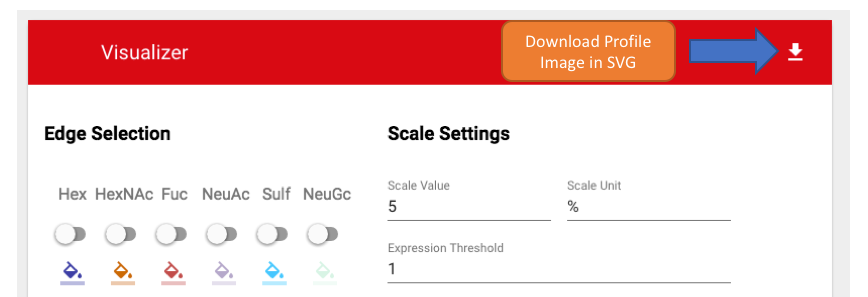 Visualizer
Download Profile
Image in SVG
Edge Selection
Scale Settings
Hex HexNAc Fuc NeuAc Sulf NeuGc
Scale Value
Scale Unit
5
%
Expression Threshold
1